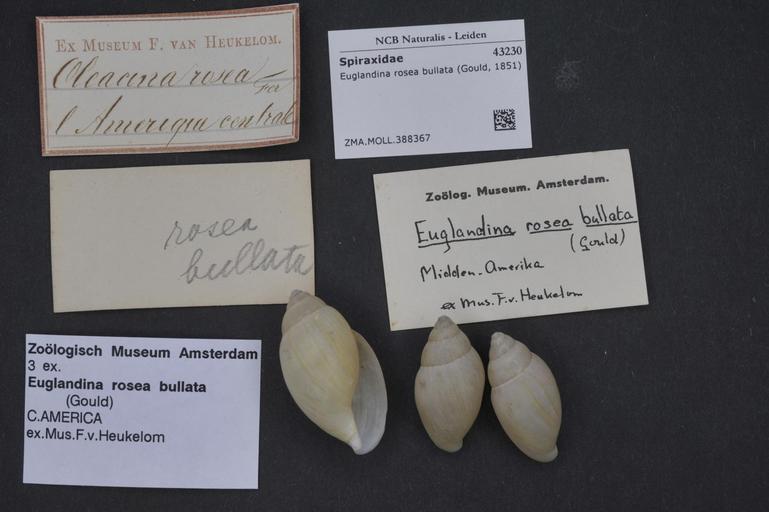 Ex Museum F. van Heukelom.
Oleacina rosea Fer
l'Amerique centrale
NCB Naturalis - Leiden
Spiraxidae 43230
Euglandina rosea bullata (Gould, 1851)
ZMA.MOLL.388367
rosea
bullata
Zoölog. Museum. Amsterdam.
Euglandina rosea bullata
(Gould)
Midden-Amerika
ex Mus. F. v. Heukelom
Zoölogisch Museum Amsterdam
3 ex.
Euglandina rosea bullata
(Gould)
C.AMERICA
ex.Mus.F.v.Heukelom